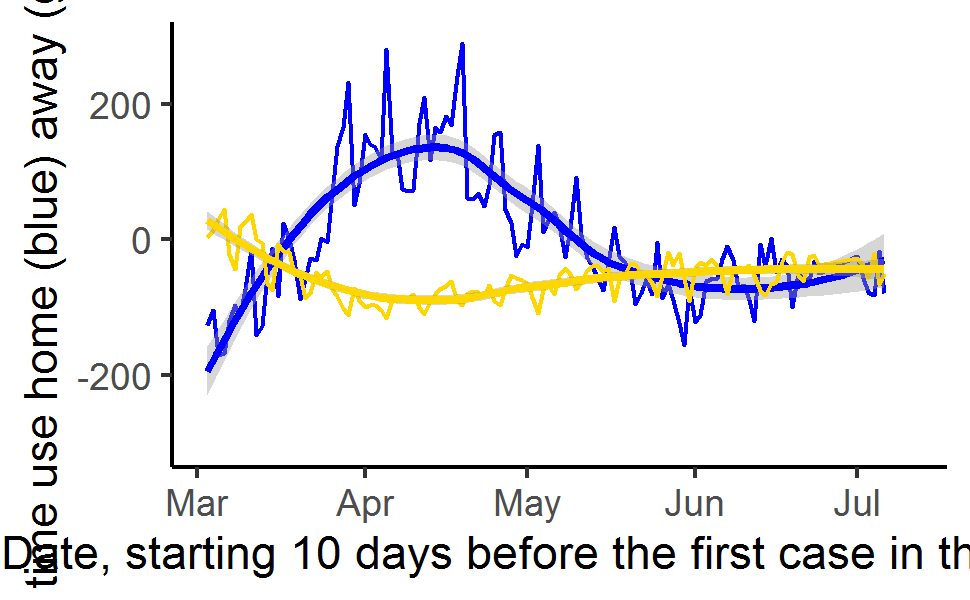 time use home (blue) away (
200
0
-200
Mar Apr May Jun Jul
Date, starting 10 days before the first case in th